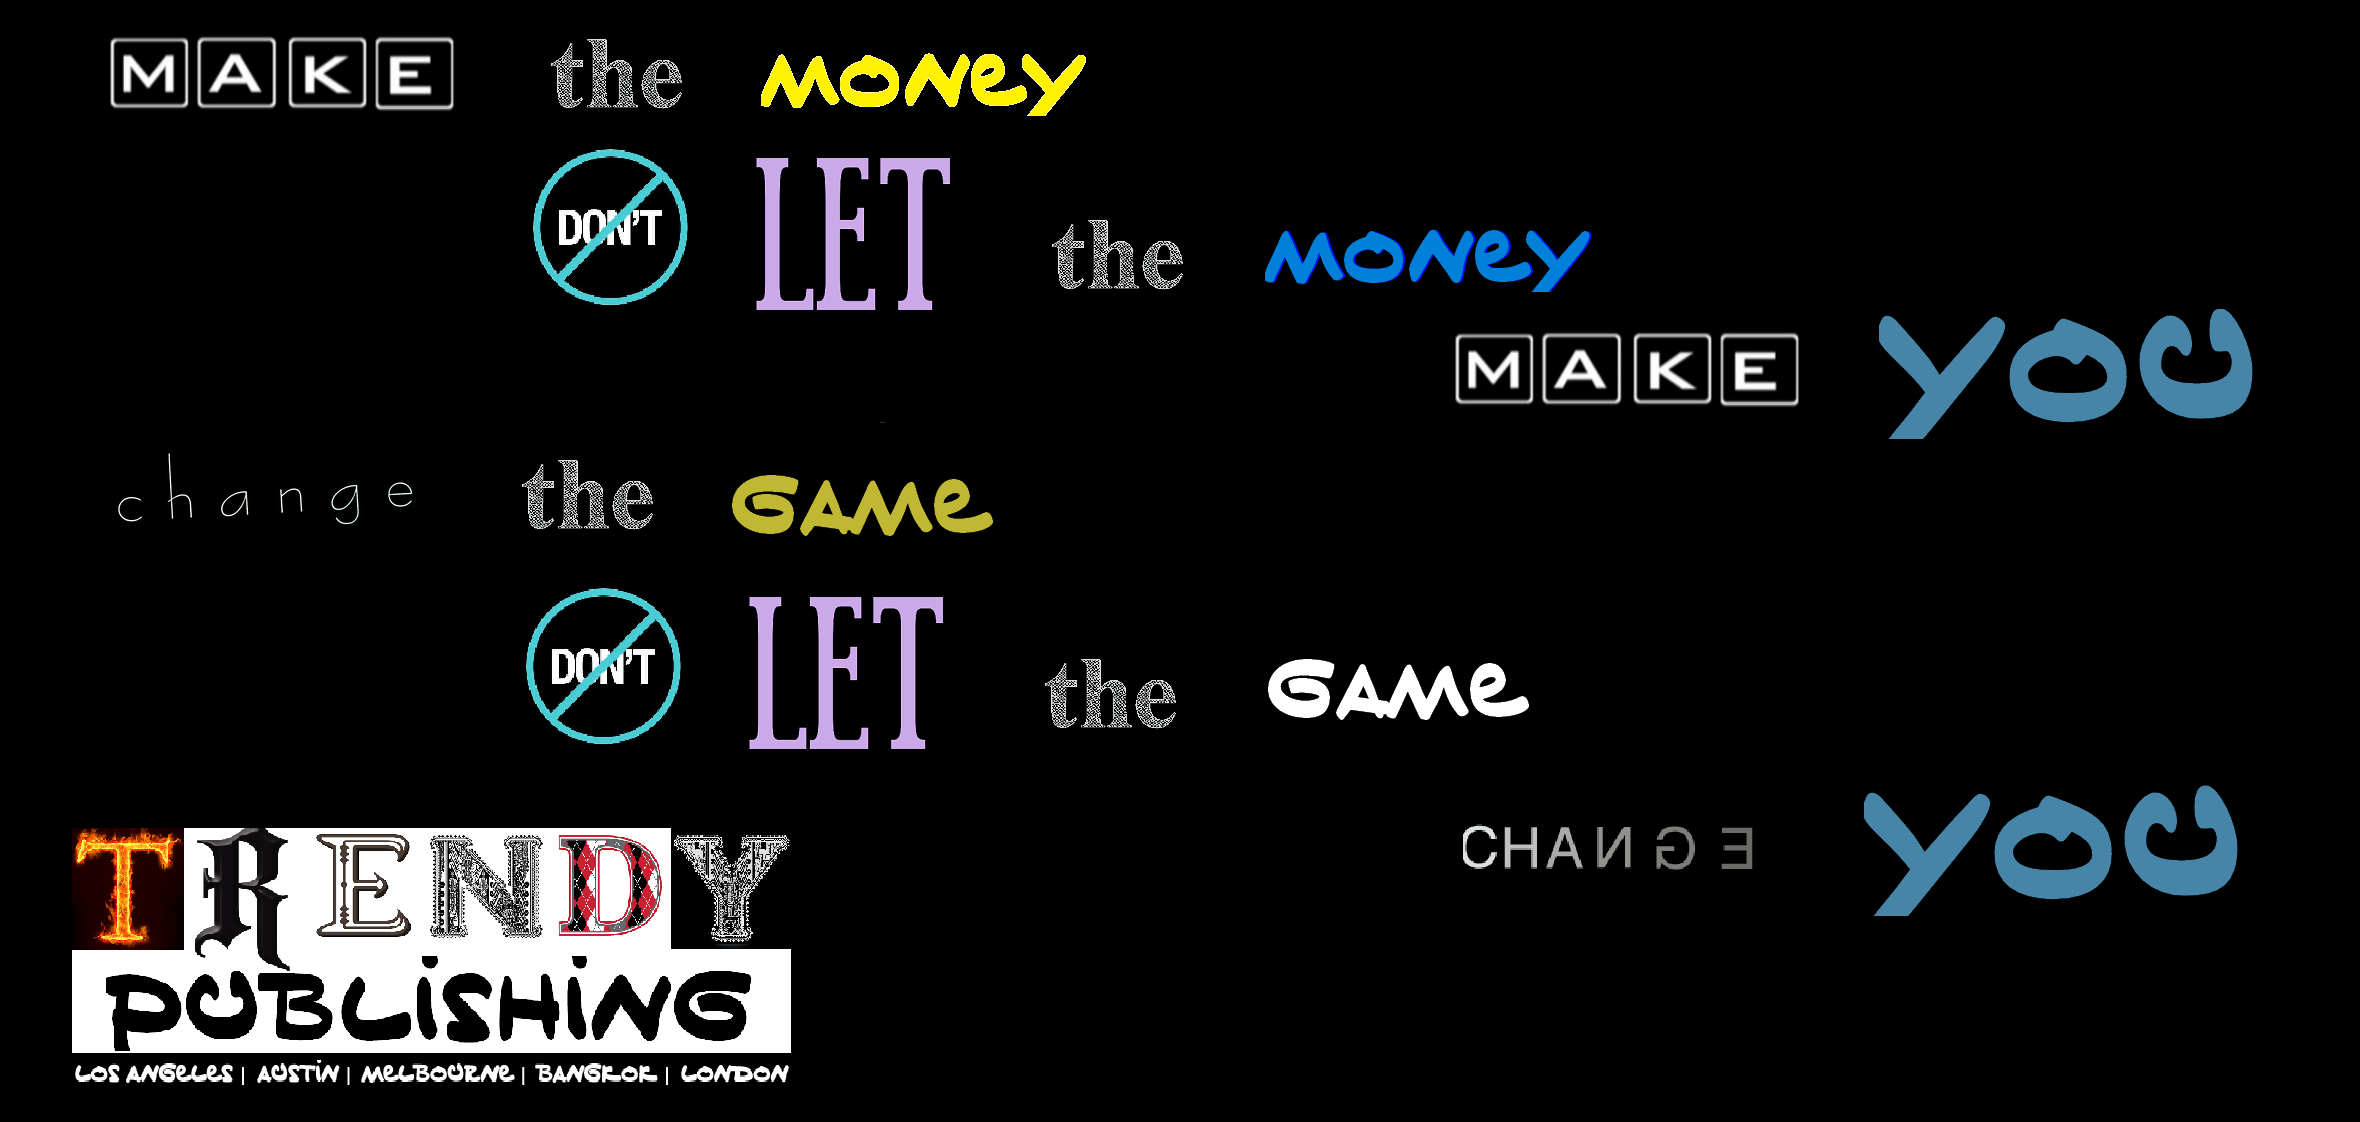 MAKE the MONEY
DON'T LET the MONEY
MAKE YOU
change the GAME
DON'T LET the GAME
CHANGE YOU
TRENDY
PUBLISHING
LOS ANGELES | AUSTIN | MELBOURNE | BANGKOK | LONDON